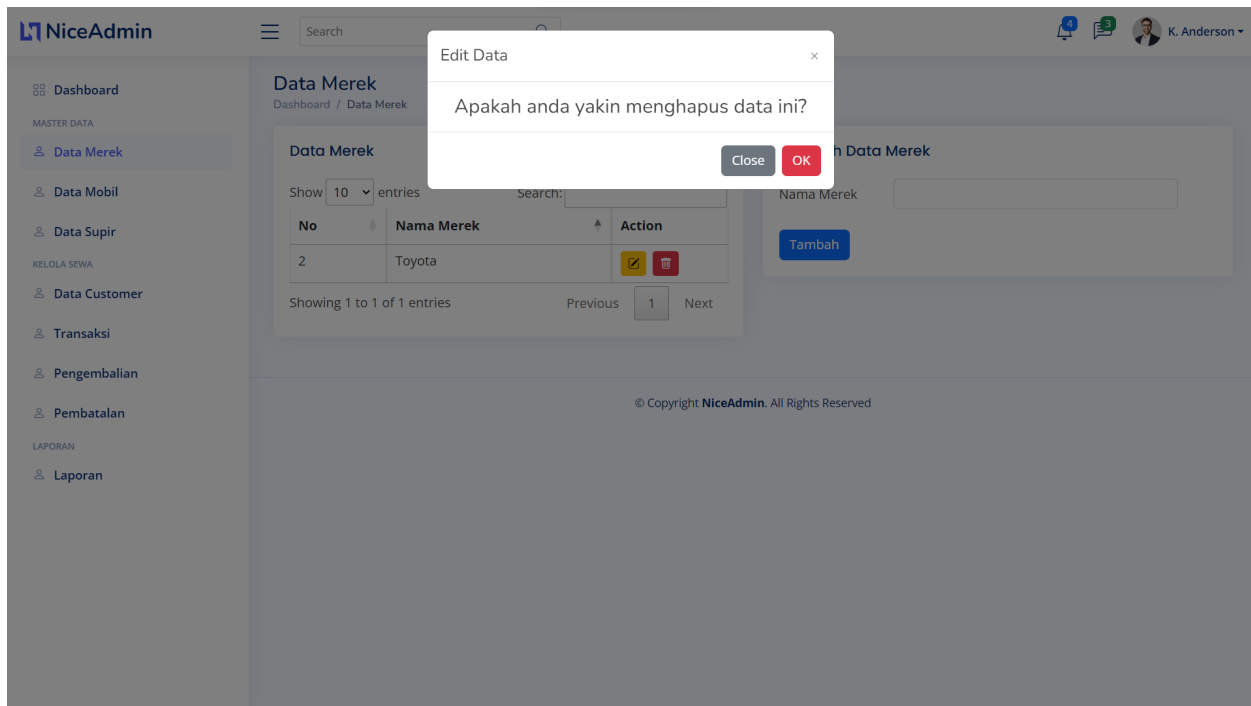 NiceAdmin
Search
4
3
K. Anderson
Edit Data
×
Apakah anda yakin menghapus data ini?
Close OK
Dashboard
MASTER DATA
Data Merek
Data Mobil
Data Supir
KELOLA SEWA
Data Customer
Transaksi
Pengembalian
Pembatalan
LAPORAN
Laporan
Data Merek
Dashboard / Data Merek
Data Merek
Show 10 entries Search:
No Nama Merek Action
2 Toyota
Showing 1 to 1 of 1 entries Previous 1 Next
Data Merek
Nama Merek
Tambah
© Copyright NiceAdmin. All Rights Reserved